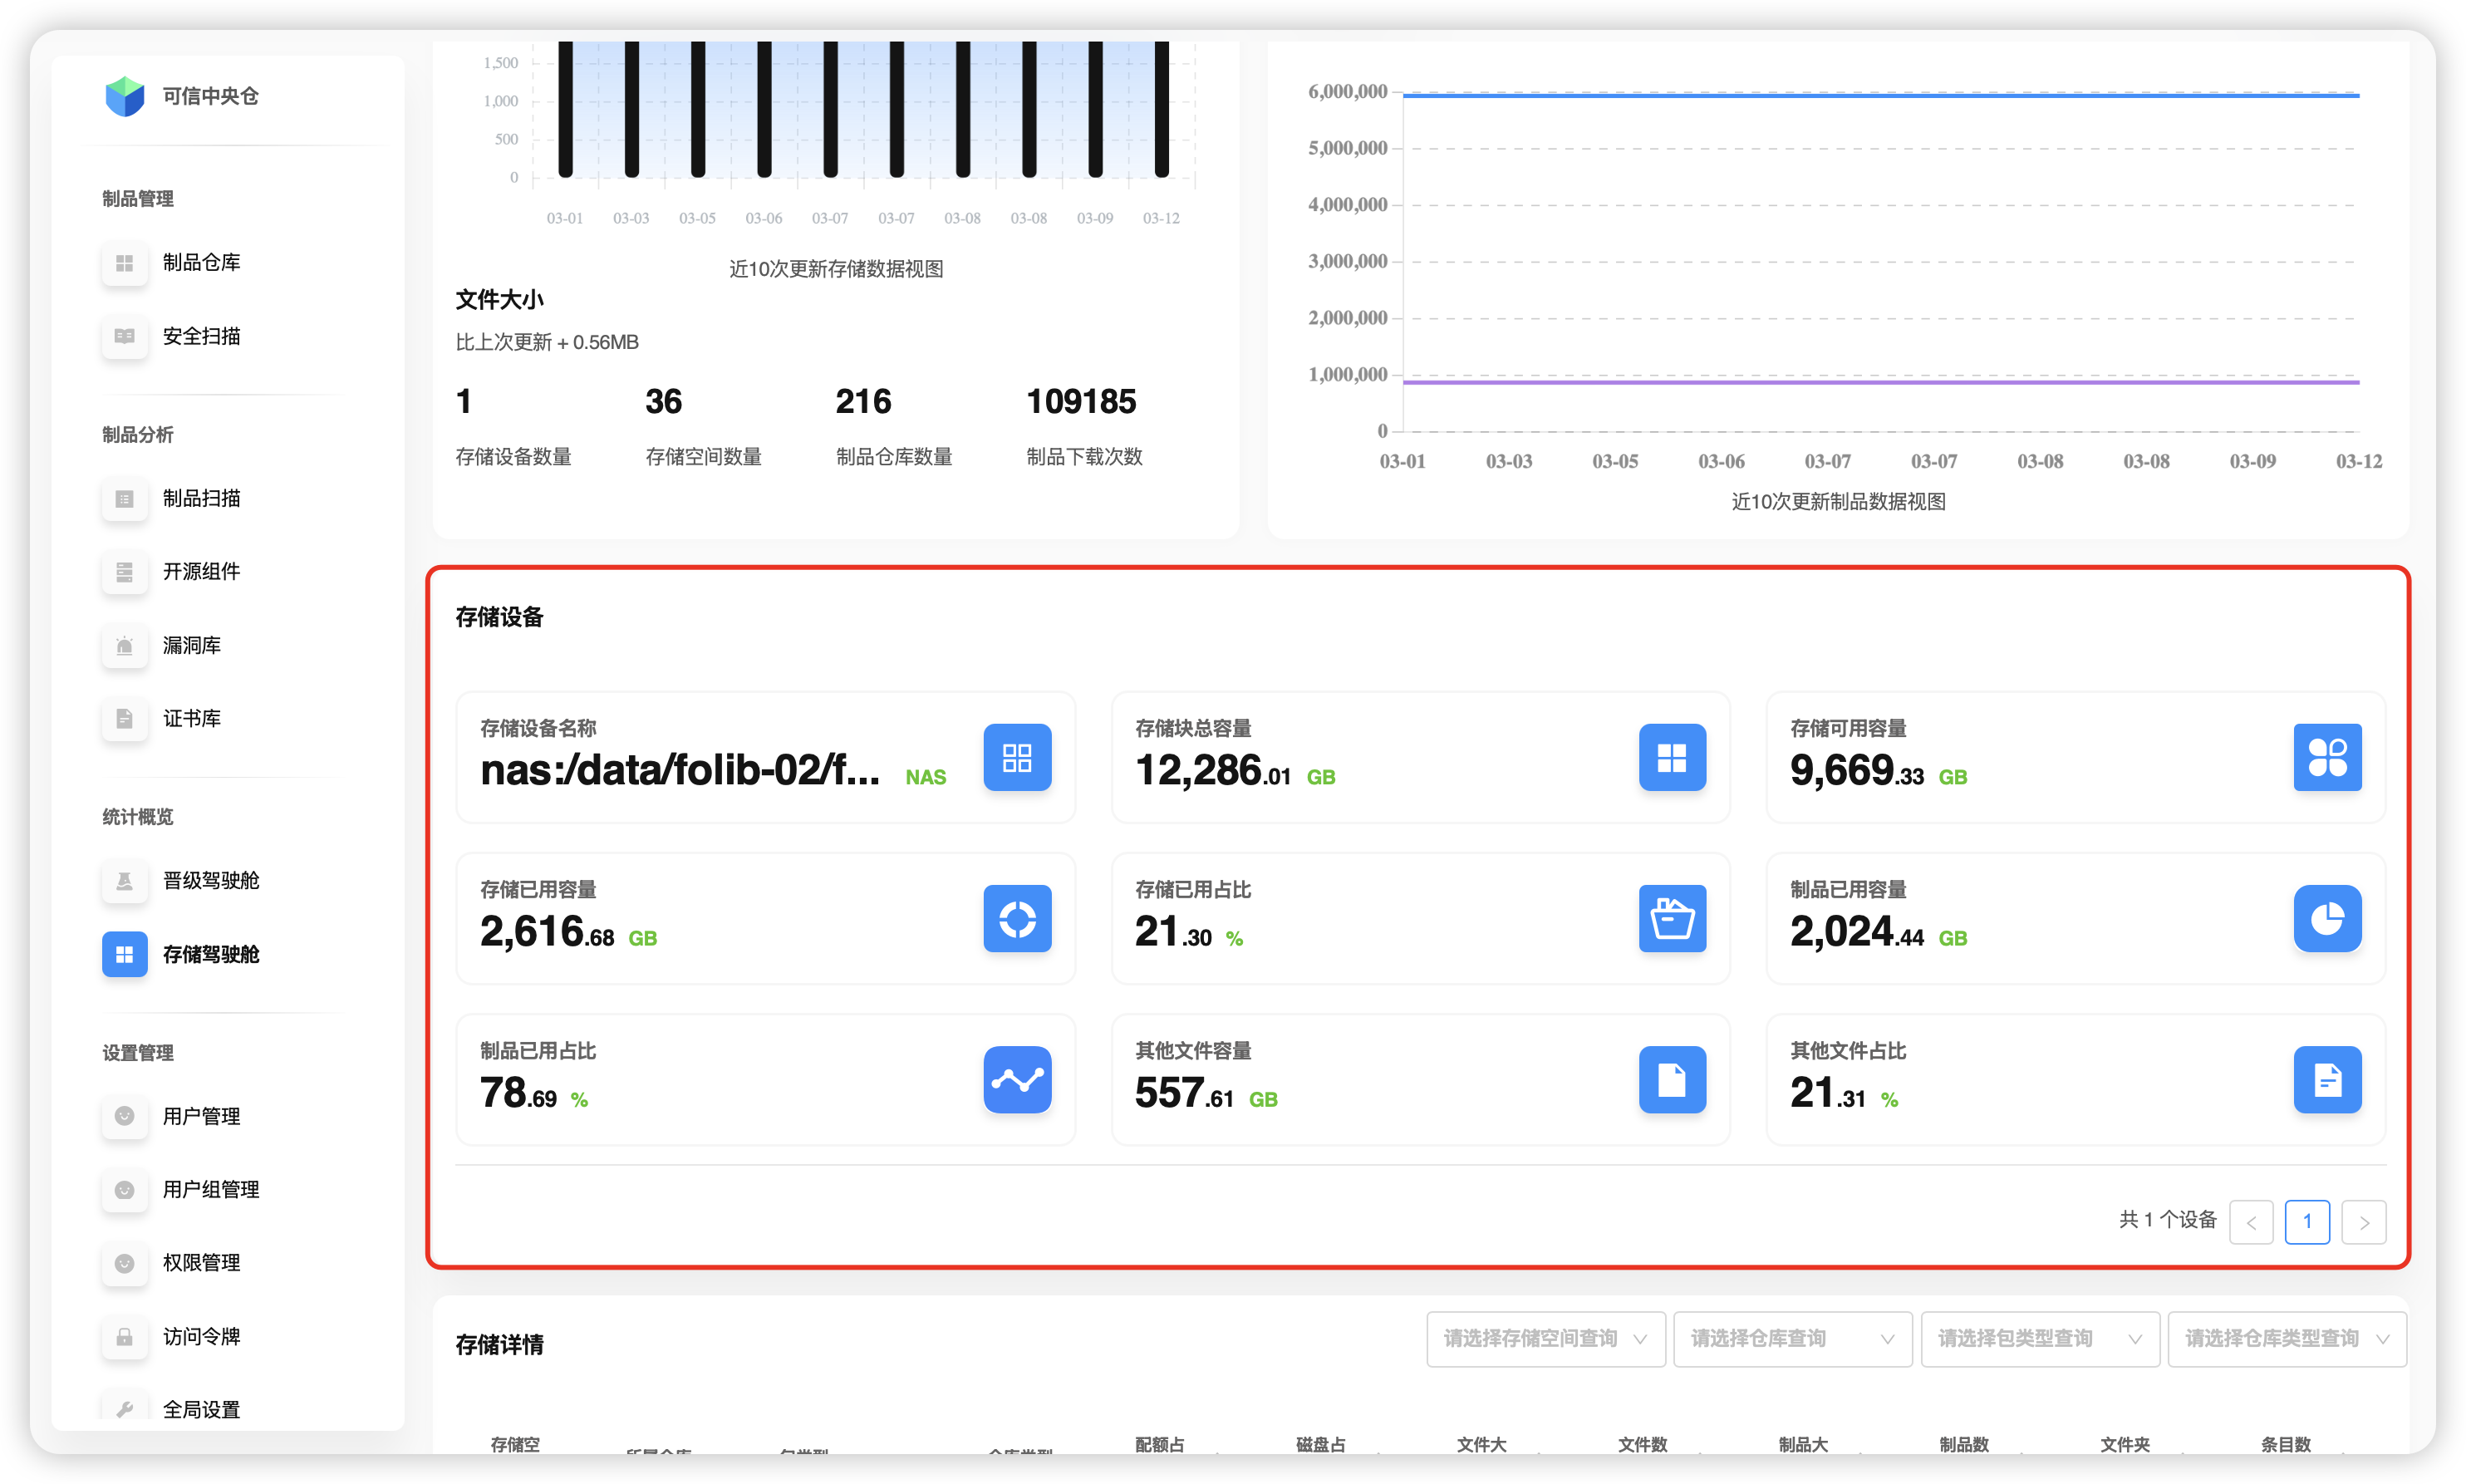 可信中央仓
制品管理
制品仓库
安全扫描
制品分析
制品扫描
开源组件
漏洞库
证书库
统计概览
晋级驾驶舱
存储驾驶舱
设置管理
用户管理
用户组管理
权限管理
访问令牌
全局设置
1,500
1,000
500
0
03-01 03-03 03-05 03-06 03-07 03-07 03-08 03-08 03-09 03-12
近10次更新存储数据视图
文件大小
比上次更新 + 0.56MB
1 36 216 109185
存储设备数量 存储空间数量 制品仓库数量 制品下载次数
6,000,000
5,000,000
4,000,000
3,000,000
2,000,000
1,000,000
0
03-01 03-03 03-05 03-06 03-07 03-07 03-08 03-08 03-09 03-12
近10次更新制品数据视图
存储设备
存储设备名称
nas:/data/folib-02/f... NAS
存储块总容量
12,286.01 GB
存储可用容量
9,669.33 GB
存储已用容量
2,616.68 GB
存储已用占比
21.30 %
制品已用容量
2,024.44 GB
制品已用占比
78.69 %
其他文件容量
557.61 GB
其他文件占比
21.31 %
共 1 个设备 < 1 >
存储详情
请选择存储空间查询 请选择仓库查询 请选择包类型查询 请选择仓库类型查询
存储空 所属仓库 包类型 仓库类型 配额占 磁盘占 文件大 文件数 制品大 制品数 文件夹 条目数